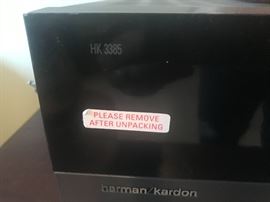 HK 3385
PLEASE REMOVE
AFTER UNPACKING
harman/kardon